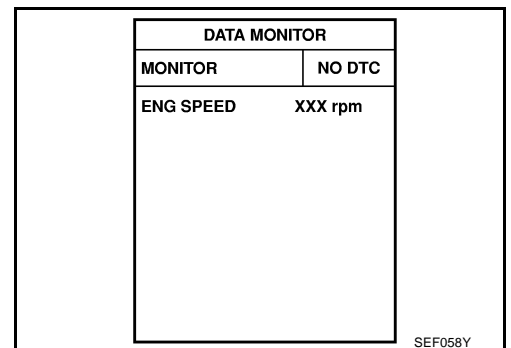 DATA MONITOR
MONITOR NO DTC
ENG SPEED XXX rpm
SEF058Y